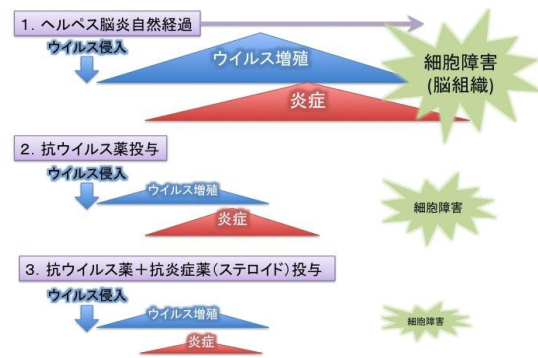 1. ヘルペス脳炎自然経過
ウイルス侵入
ウイルス増殖
炎症
細胞障害
(脳組織)
2. 抗ウイルス薬投与
ウイルス侵入
ウイルス増殖
炎症
細胞障害
3. 抗ウイルス薬+抗炎症薬(ステロイド)投与
ウイルス侵入
ウイルス増殖
炎症
細胞障害